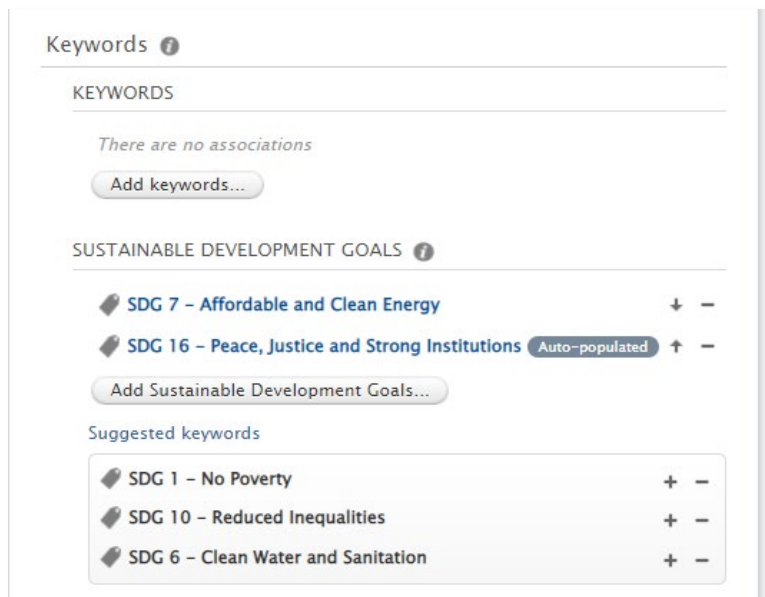 Keywords
KEYWORDS
There are no associations
Add keywords...
SUSTAINABLE DEVELOPMENT GOALS
SDG 7 – Affordable and Clean Energy
SDG 16 – Peace, Justice and Strong Institutions Auto-populated
Add Sustainable Development Goals...
Suggested keywords
SDG 1 – No Poverty
SDG 10 – Reduced Inequalities
SDG 6 – Clean Water and Sanitation